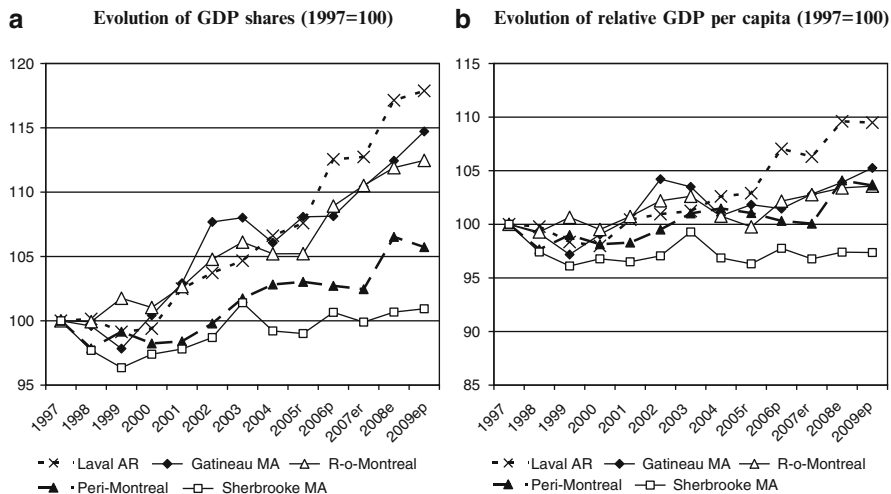 a Evolution of GDP shares (1997=100)
120
115
110
105
100
95
1997 1998 1999 2000 2001 2002 2003 2004 2005r 2006p 2007er 2008e 2009ep
Laval AR Gatineau MA R-o-Montreal
Peri-Montreal Sherbrooke MA
b Evolution of relative GDP per capita (1997=100)
115
110
105
100
95
90
85
1997 1998 1999 2000 2001 2002 2003 2004 2005r 2006p 2007er 2008e 2009ep
Laval AR Gatineau MA R-o-Montreal
Peri-Montreal Sherbrooke MA